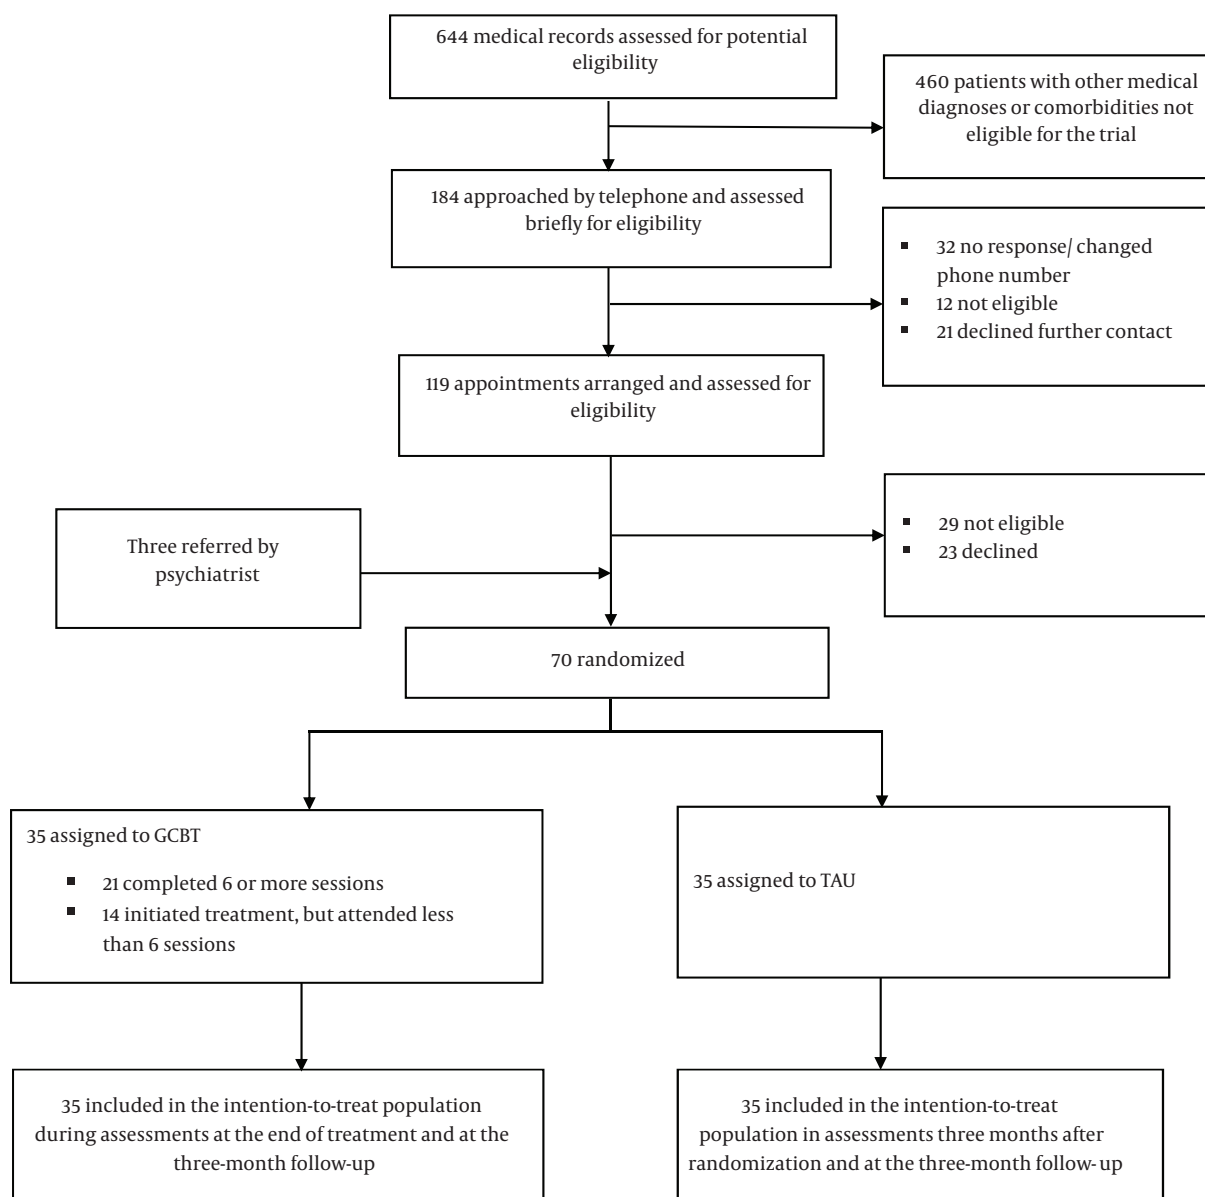 644 medical records assessed for potential
eligibility
460 patients with other medical
diagnoses or comorbidities not
eligible for the trial
184 approached by telephone and assessed
briefly for eligibility
▪ 32 no response/ changed
phone number
▪ 12 not eligible
▪ 21 declined further contact
119 appointments arranged and assessed for
eligibility
▪ 29 not eligible
▪ 23 declined
Three referred by
psychiatrist
70 randomized
35 assigned to GCBT
▪ 21 completed 6 or more sessions
▪ 14 initiated treatment, but attended less
than 6 sessions
35 assigned to TAU
35 included in the intention-to-treat population
during assessments at the end of treatment and at the
three-month follow-up
35 included in the intention-to-treat
population in assessments three months after
randomization and at the three-month follow- up